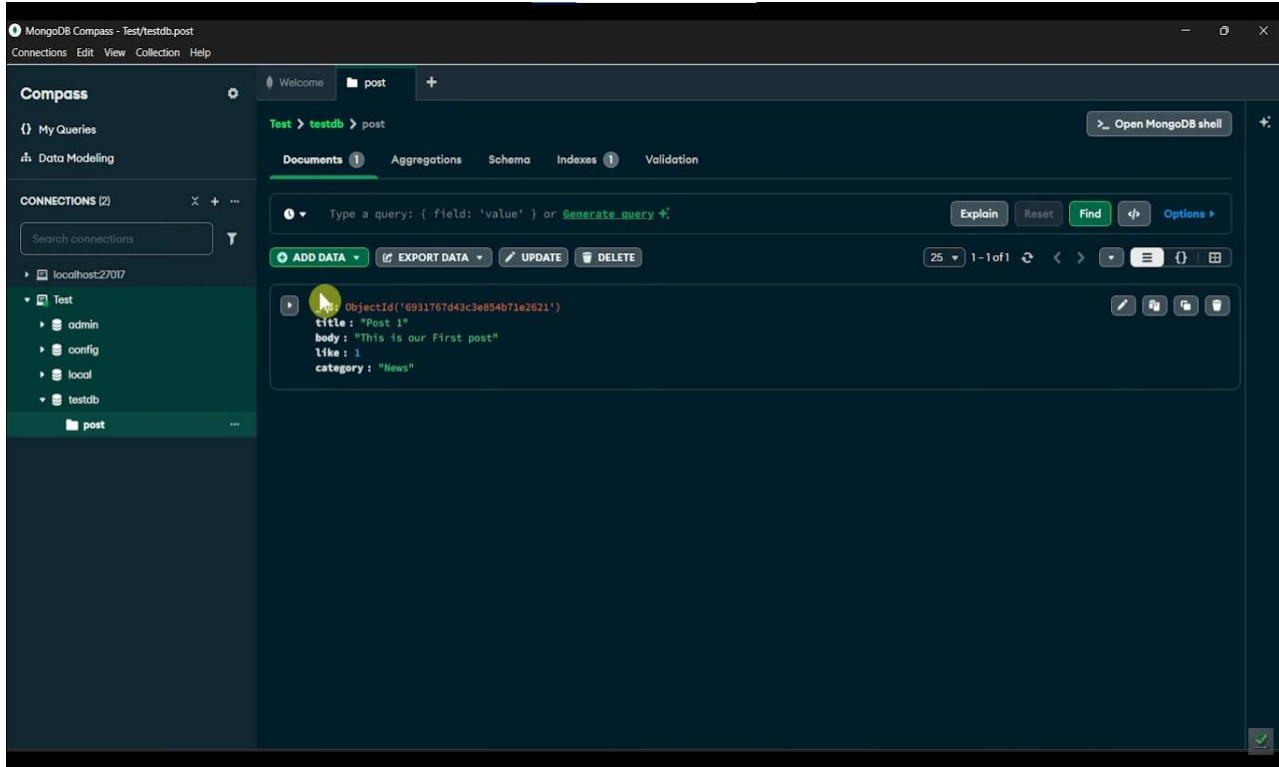 MongoDB Compass - Test/testdb.post
Connections Edit View Collection Help
Compass
{} My Queries
Data Modeling
CONNECTIONS (2)
Search connections
localhost:27017
Test
admin
config
local
testdb
post
Welcome
post
Test > testdb > post
>_ Open MongoDB shell
Documents 1 Aggregations Schema Indexes 1 Validation
Type a query: { field: 'value' } or Generate query
Explain Reset Find </> Options
ADD DATA EXPORT DATA UPDATE DELETE
25 1-1 of 1 {}
ObjectId('6931767d43c3e854b71e2621')
title : "Post 1"
body : "This is our First post"
like : 1
category : "News"